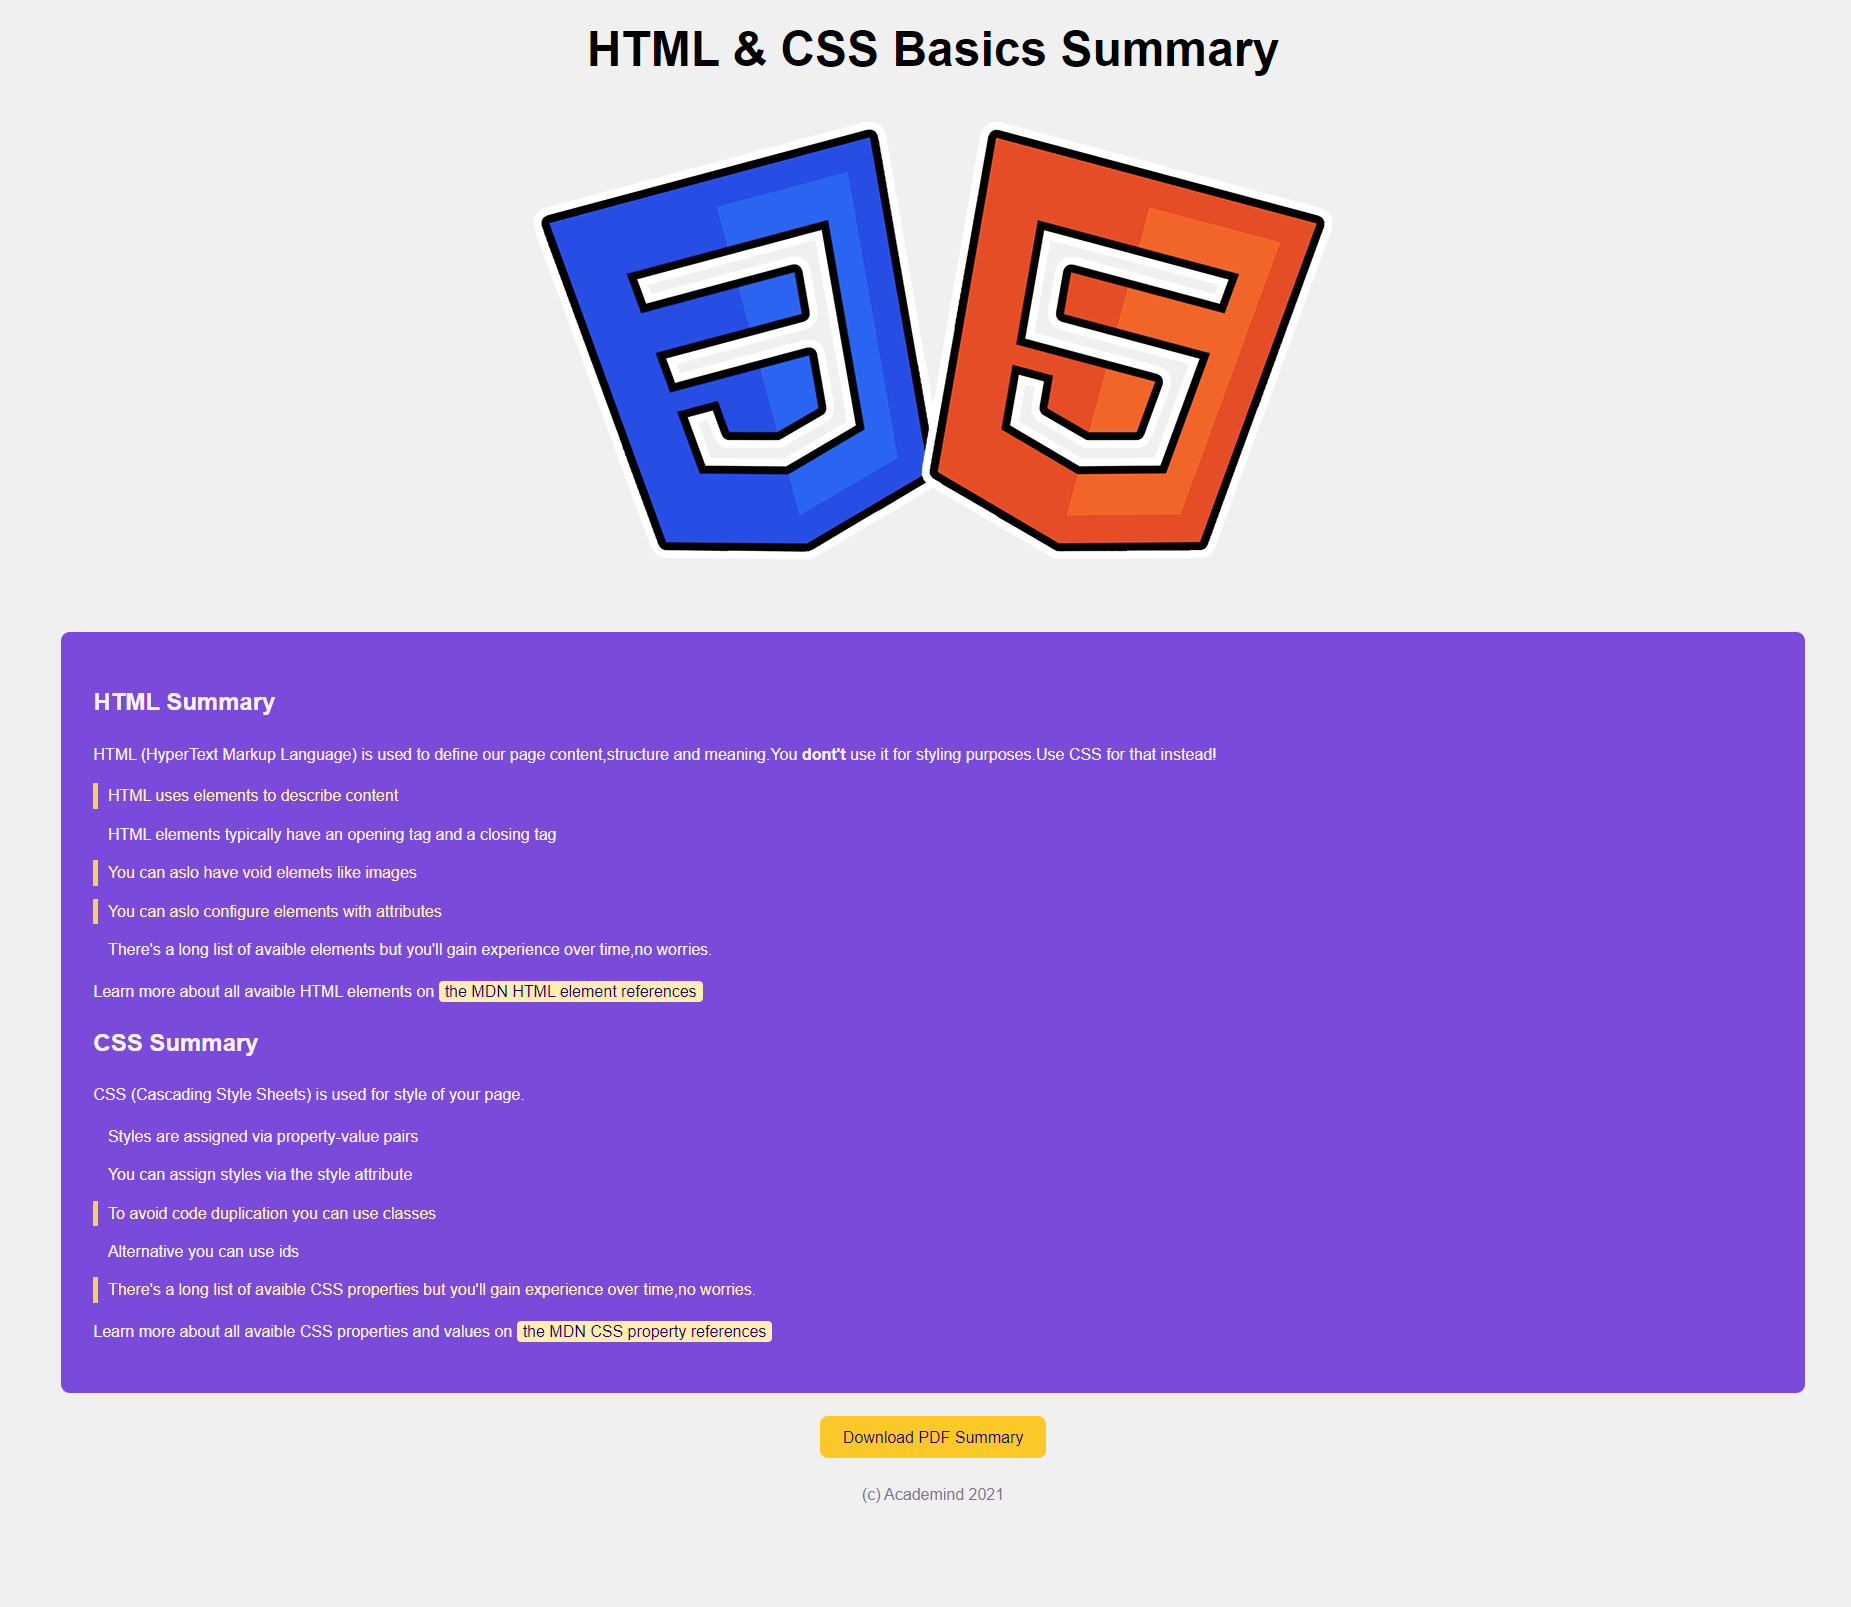 HTML & CSS Basics Summary
3 5
HTML Summary
HTML (HyperText Markup Language) is used to define our page content,structure and meaning.You dont't use it for styling purposes.Use CSS for that instead!
HTML uses elements to describe content
HTML elements typically have an opening tag and a closing tag
You can aslo have void elemets like images
You can aslo configure elements with attributes
There's a long list of avaible elements but you'll gain experience over time,no worries.
Learn more about all avaible HTML elements on the MDN HTML element references
CSS Summary
CSS (Cascading Style Sheets) is used for style of your page.
Styles are assigned via property-value pairs
You can assign styles via the style attribute
To avoid code duplication you can use classes
Alternative you can use ids
There's a long list of avaible CSS properties but you'll gain experience over time,no worries.
Learn more about all avaible CSS properties and values on the MDN CSS property references
Download PDF Summary
(c) Academind 2021